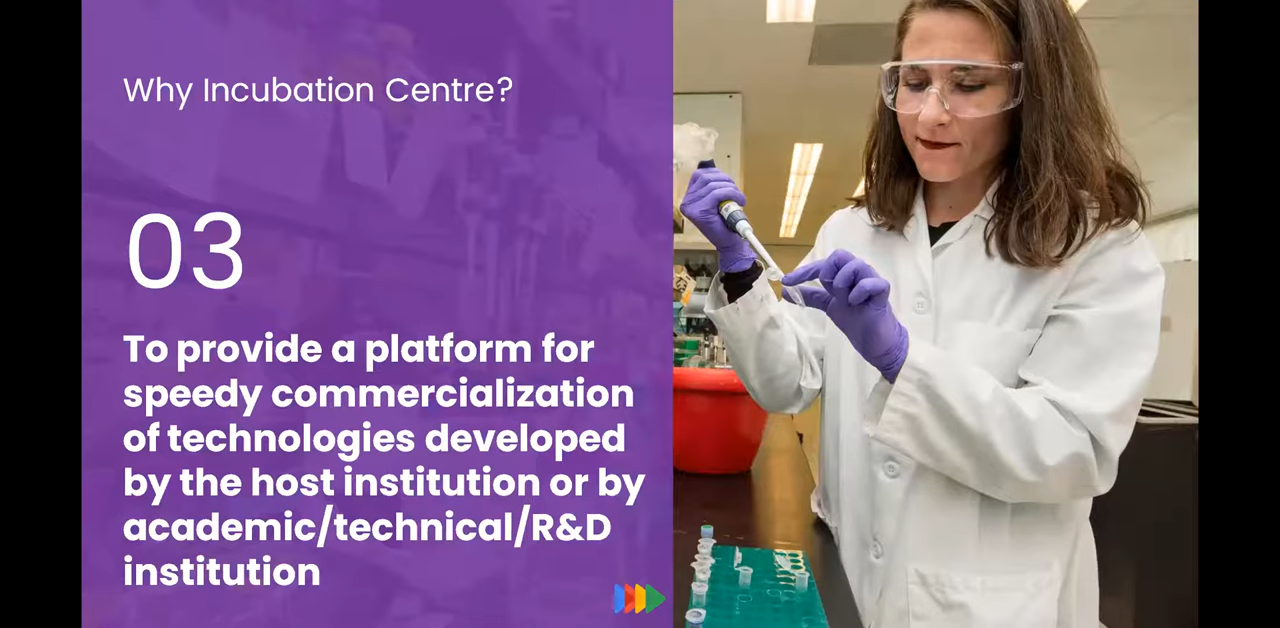 Why Incubation Centre?
03
To provide a platform for
speedy commercialization
of technologies developed
by the host institution or by
academic/technical/R&D
institution